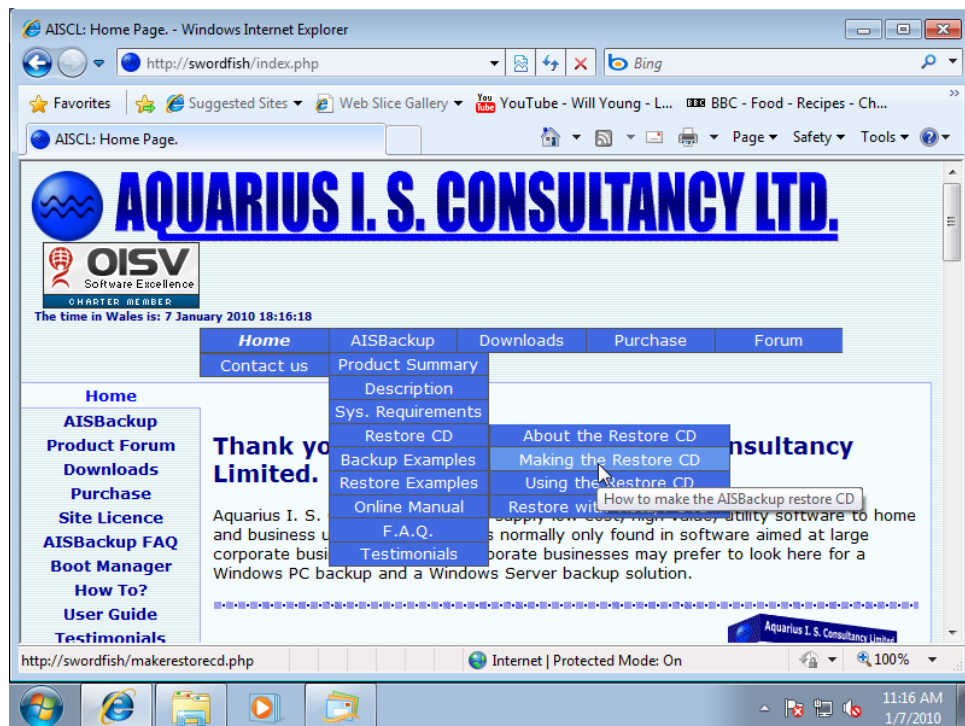 AISCL: Home Page. - Windows Internet Explorer
http://swordfish/index.php
Bing
Favorites
Suggested Sites
Web Slice Gallery
You Tube
YouTube - Will Young - L...
BBC
BBC - Food - Recipes - Ch...
AISCL: Home Page.
Page
Safety
Tools
AQUARIUS I. S. CONSULTANCY LTD.
OISV
Software Excellence
CHARTER MEMBER
The time in Wales is: 7 January 2010 18:16:18
Home
AISBackup
Downloads
Purchase
Forum
Contact us
Product Summary
Description
Sys. Requirements
Restore CD
Backup Examples
Restore Examples
Online Manual
F.A.Q.
Testimonials
About the Restore CD
Making the Restore CD
Using the Restore CD
Restore with
How to make the AISBackup restore CD
Home
AISBackup
Product Forum
Downloads
Purchase
Site Licence
AISBackup FAQ
Boot Manager
How To?
User Guide
Testimonials
Thank yo nsultancy
Limited.
Aquarius I. S. supply low cost, high value, utility software to home
and business u s normally only found in software aimed at large
corporate busi porate businesses may prefer to look here for a
Windows PC backup and a Windows Server backup solution.
Aquarius I. S. Consultancy Limited
http://swordfish/makerestorecd.php
Internet | Protected Mode: On
100%
11:16 AM
1/7/2010